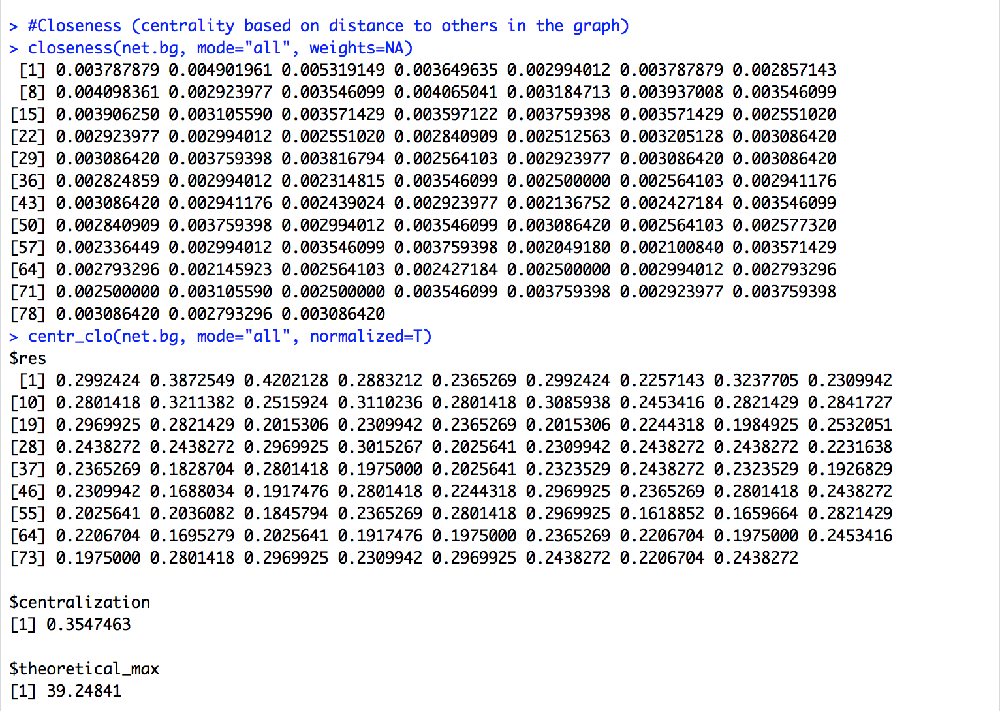 > #Closeness (centrality based on distance to others in the graph)
> closeness(net.bg, mode="all", weights=NA)
 [1] 0.003787879 0.004901961 0.005319149 0.003649635 0.002994012 0.003787879 0.002857143
 [8] 0.004098361 0.002923977 0.003546099 0.004065041 0.003184713 0.003937008 0.003546099
[15] 0.003906250 0.003105590 0.003571429 0.003597122 0.003759398 0.003571429 0.002551020
[22] 0.002923977 0.002994012 0.002551020 0.002840909 0.002512563 0.003205128 0.003086420
[29] 0.003086420 0.003759398 0.003816794 0.002564103 0.002923977 0.003086420 0.003086420
[36] 0.002824859 0.002994012 0.002314815 0.003546099 0.002500000 0.002564103 0.002941176
[43] 0.003086420 0.002941176 0.002439024 0.002923977 0.002136752 0.002427184 0.003546099
[50] 0.002840909 0.003759398 0.002994012 0.003546099 0.003086420 0.002564103 0.002577320
[57] 0.002336449 0.002994012 0.003546099 0.003759398 0.002049180 0.002100840 0.003571429
[64] 0.002793296 0.002145923 0.002564103 0.002427184 0.002500000 0.002994012 0.002793296
[71] 0.002500000 0.003105590 0.002500000 0.003546099 0.003759398 0.002923977 0.003759398
[78] 0.003086420 0.002793296 0.003086420
> centr_clo(net.bg, mode="all", normalized=T)
$res
 [1] 0.2992424 0.3872549 0.4202128 0.2883212 0.2365269 0.2992424 0.2257143 0.3237705 0.2309942
[10] 0.2801418 0.3211382 0.2515924 0.3110236 0.2801418 0.3085938 0.2453416 0.2821429 0.2841727
[19] 0.2969925 0.2821429 0.2015306 0.2309942 0.2365269 0.2015306 0.2244318 0.1984925 0.2532051
[28] 0.2438272 0.2438272 0.2969925 0.3015267 0.2025641 0.2309942 0.2438272 0.2438272 0.2231638
[37] 0.2365269 0.1828704 0.2801418 0.1975000 0.2025641 0.2323529 0.2438272 0.2323529 0.1926829
[46] 0.2309942 0.1688034 0.1917476 0.2801418 0.2244318 0.2969925 0.2365269 0.2801418 0.2438272
[55] 0.2025641 0.2036082 0.1845794 0.2365269 0.2801418 0.2969925 0.1618852 0.1659664 0.2821429
[64] 0.2206704 0.1695279 0.2025641 0.1917476 0.1975000 0.2365269 0.2206704 0.1975000 0.2453416
[73] 0.1975000 0.2801418 0.2969925 0.2309942 0.2969925 0.2438272 0.2206704 0.2438272
$centralization
[1] 0.3547463
$theoretical_max
[1] 39.24841